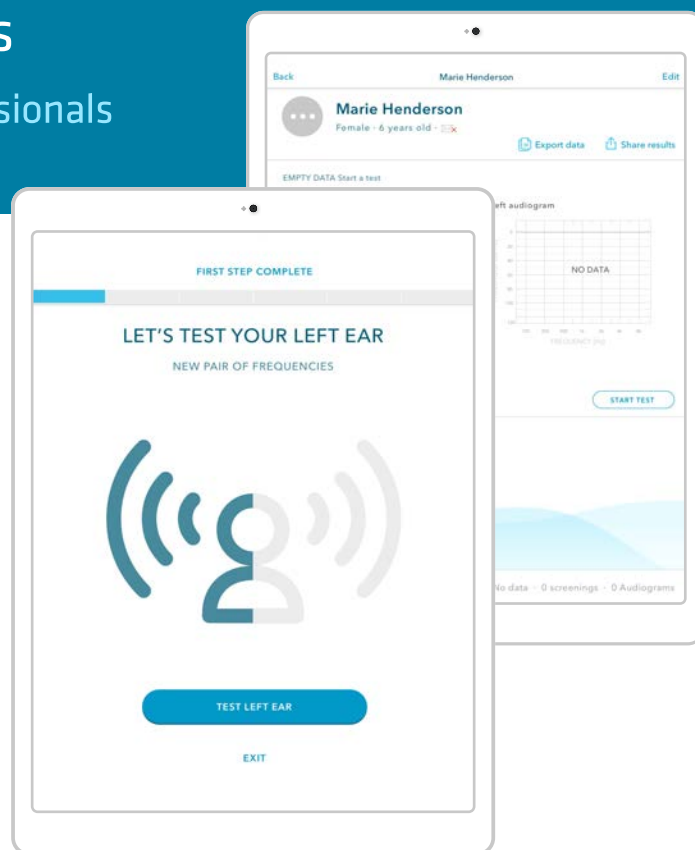 s
sionals
Back Marie Henderson Edit
Marie Henderson
Female - 6 years old -
Export data Share results
EMPTY DATA Start a test
eft audiogram
NO DATA
FREQUENCY (Hz)
START TEST
No data - 0 screenings - 0 Audiograms
FIRST STEP COMPLETE
LET'S TEST YOUR LEFT EAR
NEW PAIR OF FREQUENCIES
TEST LEFT EAR
EXIT